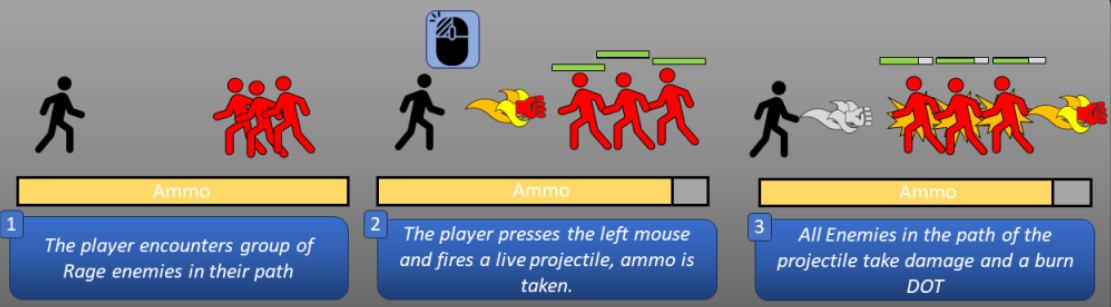 Ammo
1
The player encounters group of
Rage enemies in their path
Ammo
2
The player presses the left mouse
and fires a live projectile, ammo is
taken.
Ammo
3
All Enemies in the path of the
projectile take damage and a burn
DOT